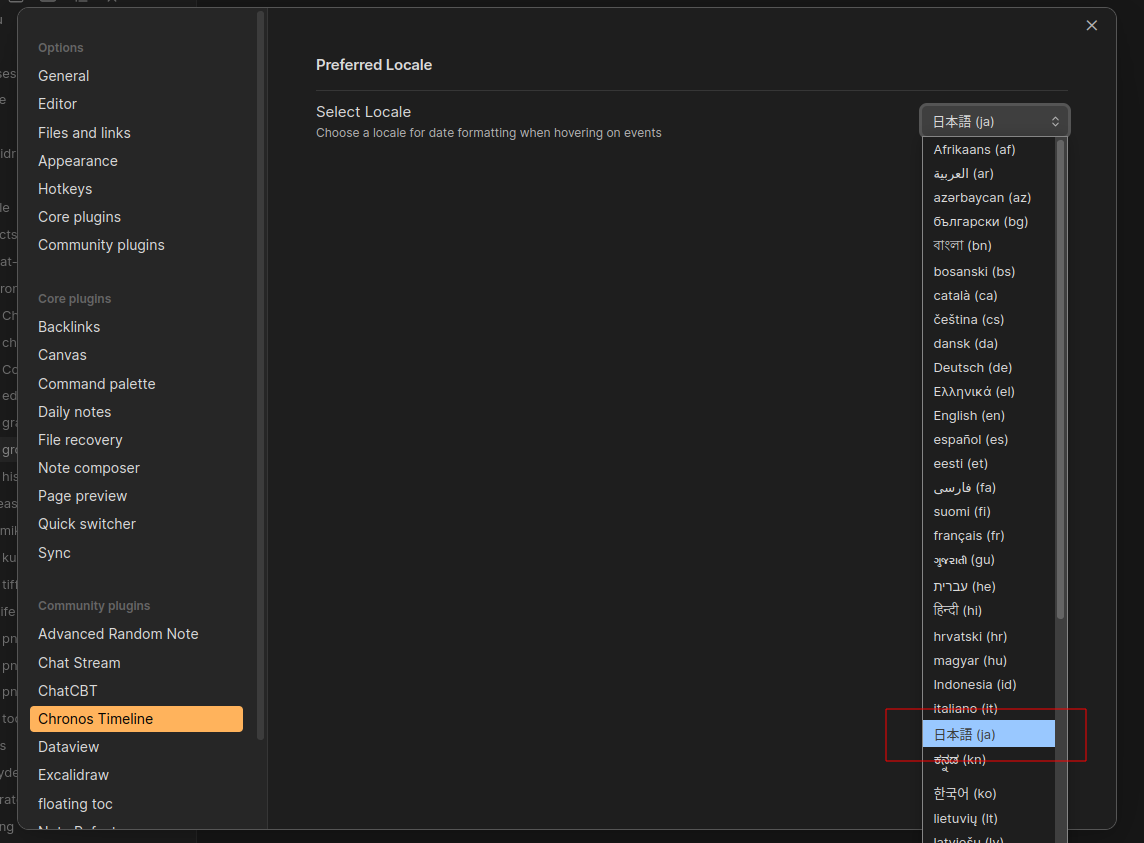 Options
General
Editor
Files and links
Appearance
Hotkeys
Core plugins
Community plugins
Core plugins
Backlinks
Canvas
Command palette
Daily notes
File recovery
Note composer
Page preview
Quick switcher
Sync
Community plugins
Advanced Random Note
Chat Stream
ChatCBT
Chronos Timeline
Dataview
Excalidraw
floating toc
Preferred Locale
Select Locale
Choose a locale for date formatting when hovering on events
日本語 (ja)
Afrikaans (af)
العربية (ar)
azərbaycan (az)
български (bg)
বাংলা (bn)
bosanski (bs)
català (ca)
čeština (cs)
dansk (da)
Deutsch (de)
Ελληνικά (el)
English (en)
español (es)
eesti (et)
فارسی (fa)
suomi (fi)
français (fr)
ગુજરાતી (gu)
עברית (he)
हिन्दी (hi)
hrvatski (hr)
magyar (hu)
Indonesia (id)
italiano (it)
日本語 (ja)
ಕನ್ನಡ (kn)
한국어 (ko)
lietuvių (lt)
latviešu (lv)